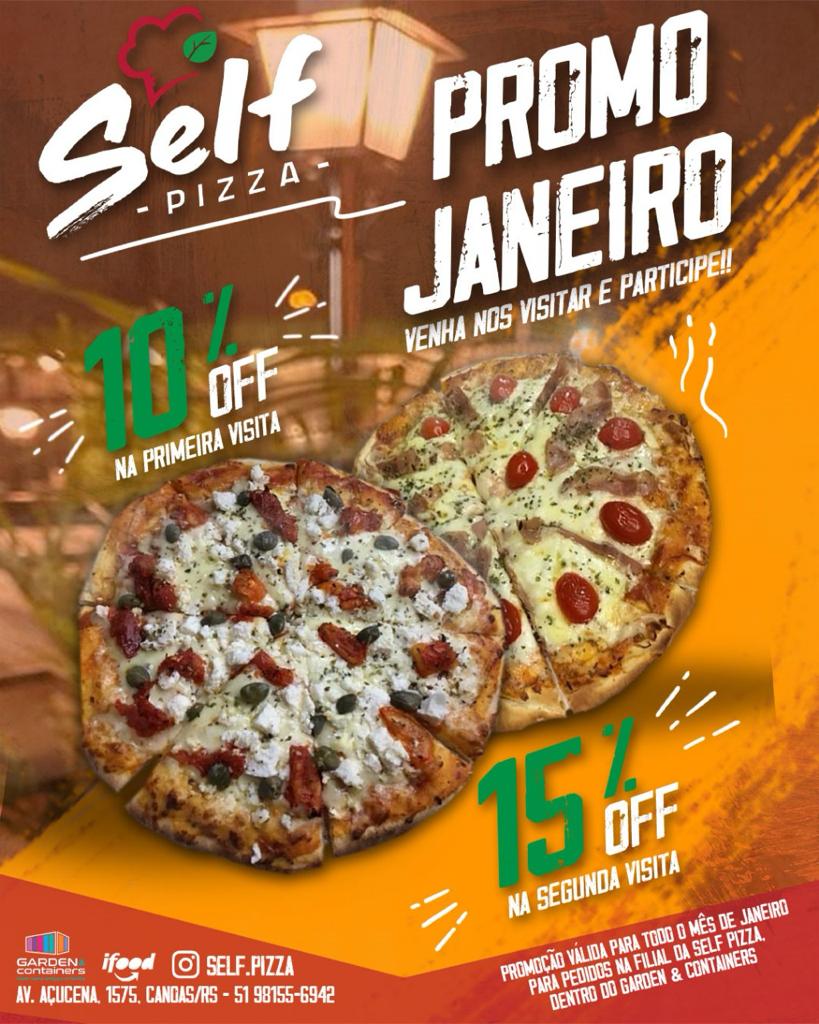 Self
- PIZZA -
PROMO
JANEIRO
VENHA NOS VISITAR E PARTICIPE!!
10%
OFF
NA PRIMEIRA VISITA
15%
OFF
NA SEGUNDA VISITA
PROMOÇÃO VÁLIDA PARA TODO O MÊS DE JANEIRO
PARA PEDIDOS NA FILIAL DA SELF PIZZA,
DENTRO DO GARDEN & CONTAINERS
GARDEN&
containers
ifood
SELF.PIZZA
AV. AÇUCENA, 1575, CANOAS/RS - 51 98155-6942